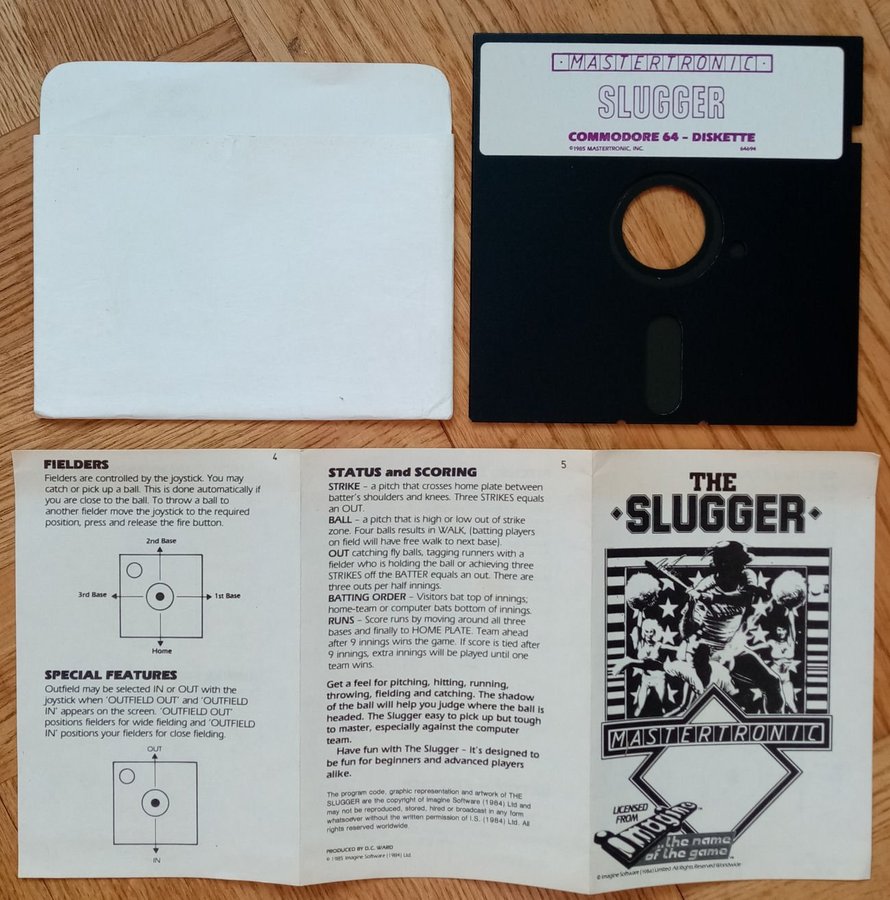 · MASTERTRONIC ·
SLUGGER
COMMODORE 64 – DISKETTE
©1985 MASTERTRONIC, INC. 64694
4
FIELDERS
Fielders are controlled by the joystick. You may
catch or pick up a ball. This is done automatically if
you are close to the ball. To throw a ball to
another fielder move the joystick to the required
position, press and release the fire button.
2nd Base
3rd Base
1st Base
Home
SPECIAL FEATURES
Outfield may be selected IN or OUT with the
joystick when 'OUTFIELD OUT' and 'OUTFIELD
IN' appears on the screen. 'OUTFIELD OUT'
positions fielders for wide fielding and 'OUTFIELD
IN' positions your fielders for close fielding.
OUT
IN
5
STATUS and SCORING
STRIKE – a pitch that crosses home plate between
batter's shoulders and knees. Three STRIKES equals
an OUT.
BALL – a pitch that is high or low out of strike
zone. Four balls results in WALK, (batting players
on field will have free walk to next base).
OUT catching fly balls, tagging runners with a
fielder who is holding the ball or achieving three
STRIKES off the BATTER equals an out. There are
three outs per half innings.
BATTING ORDER – Visitors bat top of innings;
home-team or computer bats bottom of innings.
RUNS – Score runs by moving around all three
bases and finally to HOME PLATE. Team ahead
after 9 innings wins the game. If score is tied after
9 innings, extra innings will be played until one
team wins.
Get a feel for pitching, hitting, running,
throwing, fielding and catching. The shadow
of the ball will help you judge where the ball is
headed. The Slugger easy to pick up but tough
to master, especially against the computer
team.
Have fun with The Slugger – It's designed to
be fun for beginners and advanced players
alike.
The program code, graphic representation and artwork of THE
SLUGGER are the copyright of Imagine Software (1984) Ltd and
may not be reproduced, stored, hired or broadcast in any form
whatsoever without the written permission of I.S. (1984) Ltd. All
rights reserved worldwide.
PRODUCED BY D.C. WARD
© 1985 Imagine Software (1984) Ltd.
THE
·SLUGGER·
MASTERTRONIC
LICENSED
FROM
imagine™
...the name
of the game™
© Imagine Software (1984) Limited All Rights Reserved Worldwide